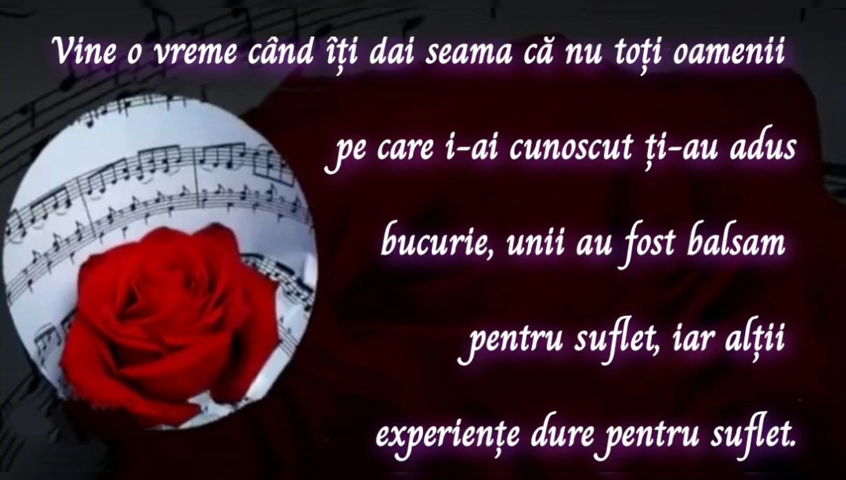 Vine o vreme când îți dai seama că nu toți oamenii
pe care i-ai cunoscut ți-au adus
bucurie, unii au fost balsam
pentru suflet, iar alții
experiențe dure pentru suflet.